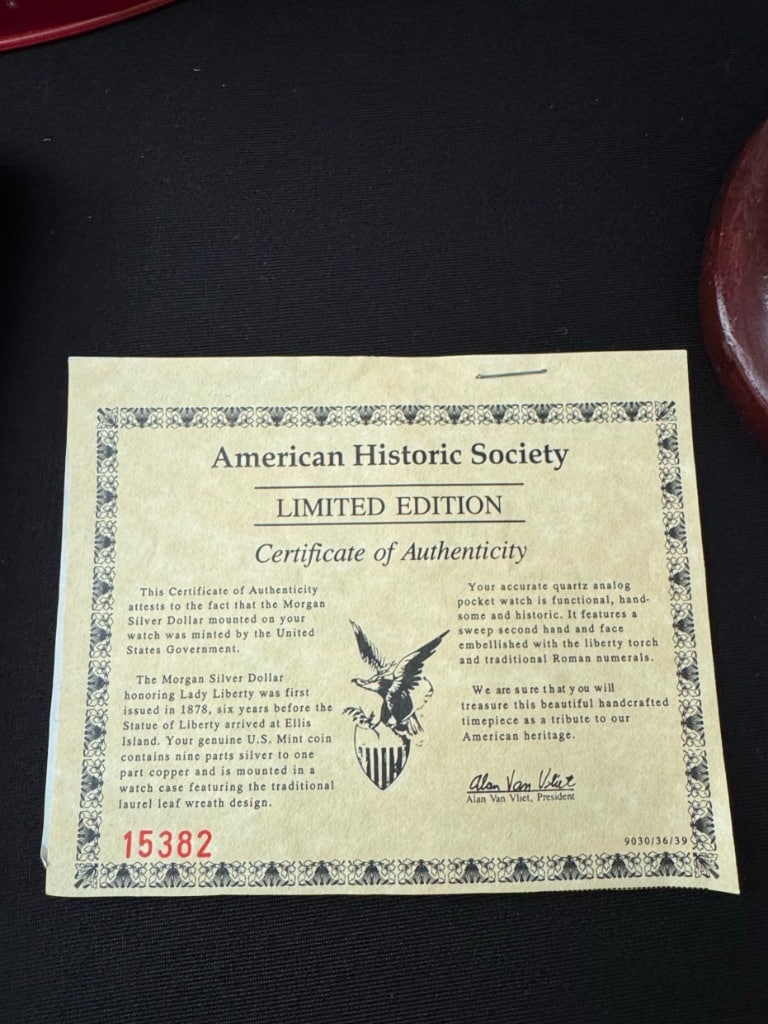 American Historic Society
LIMITED EDITION
Certificate of Authenticity
This Certificate of Authenticity
attests to the fact that the Morgan
Silver Dollar mounted on your
watch was minted by the United
States Government.
The Morgan Silver Dollar
honoring Lady Liberty was first
issued in 1878, six years before the
Statue of Liberty arrived at Ellis
Island. Your genuine U.S. Mint coin
contains nine parts silver to one
part copper and is mounted in a
watch case featuring the traditional
laurel leaf wreath design.
15382
Your accurate quartz analog
pocket watch is functional, hand-
some and historic. It features a
sweep second hand and face
embellished with the liberty torch
and traditional Roman numerals.
We are sure that you will
treasure this beautiful handcrafted
timepiece as a tribute to our
American heritage.
Alan Van Vliet
Alan Van Vliet, President
9030/36/39